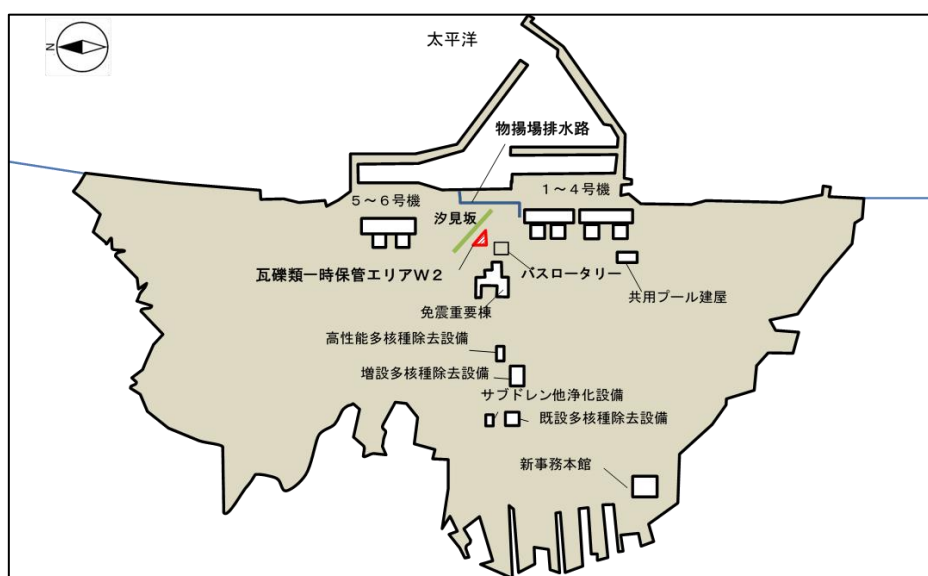 N
太平洋
物揚場排水路
1～4号機
5～6号機
汐見坂
瓦礫類一時保管エリアW2
バスロータリー
共用プール建屋
免震重要棟
高性能多核種除去設備
増設多核種除去設備
サブドレン他浄化設備
既設多核種除去設備
新事務本館